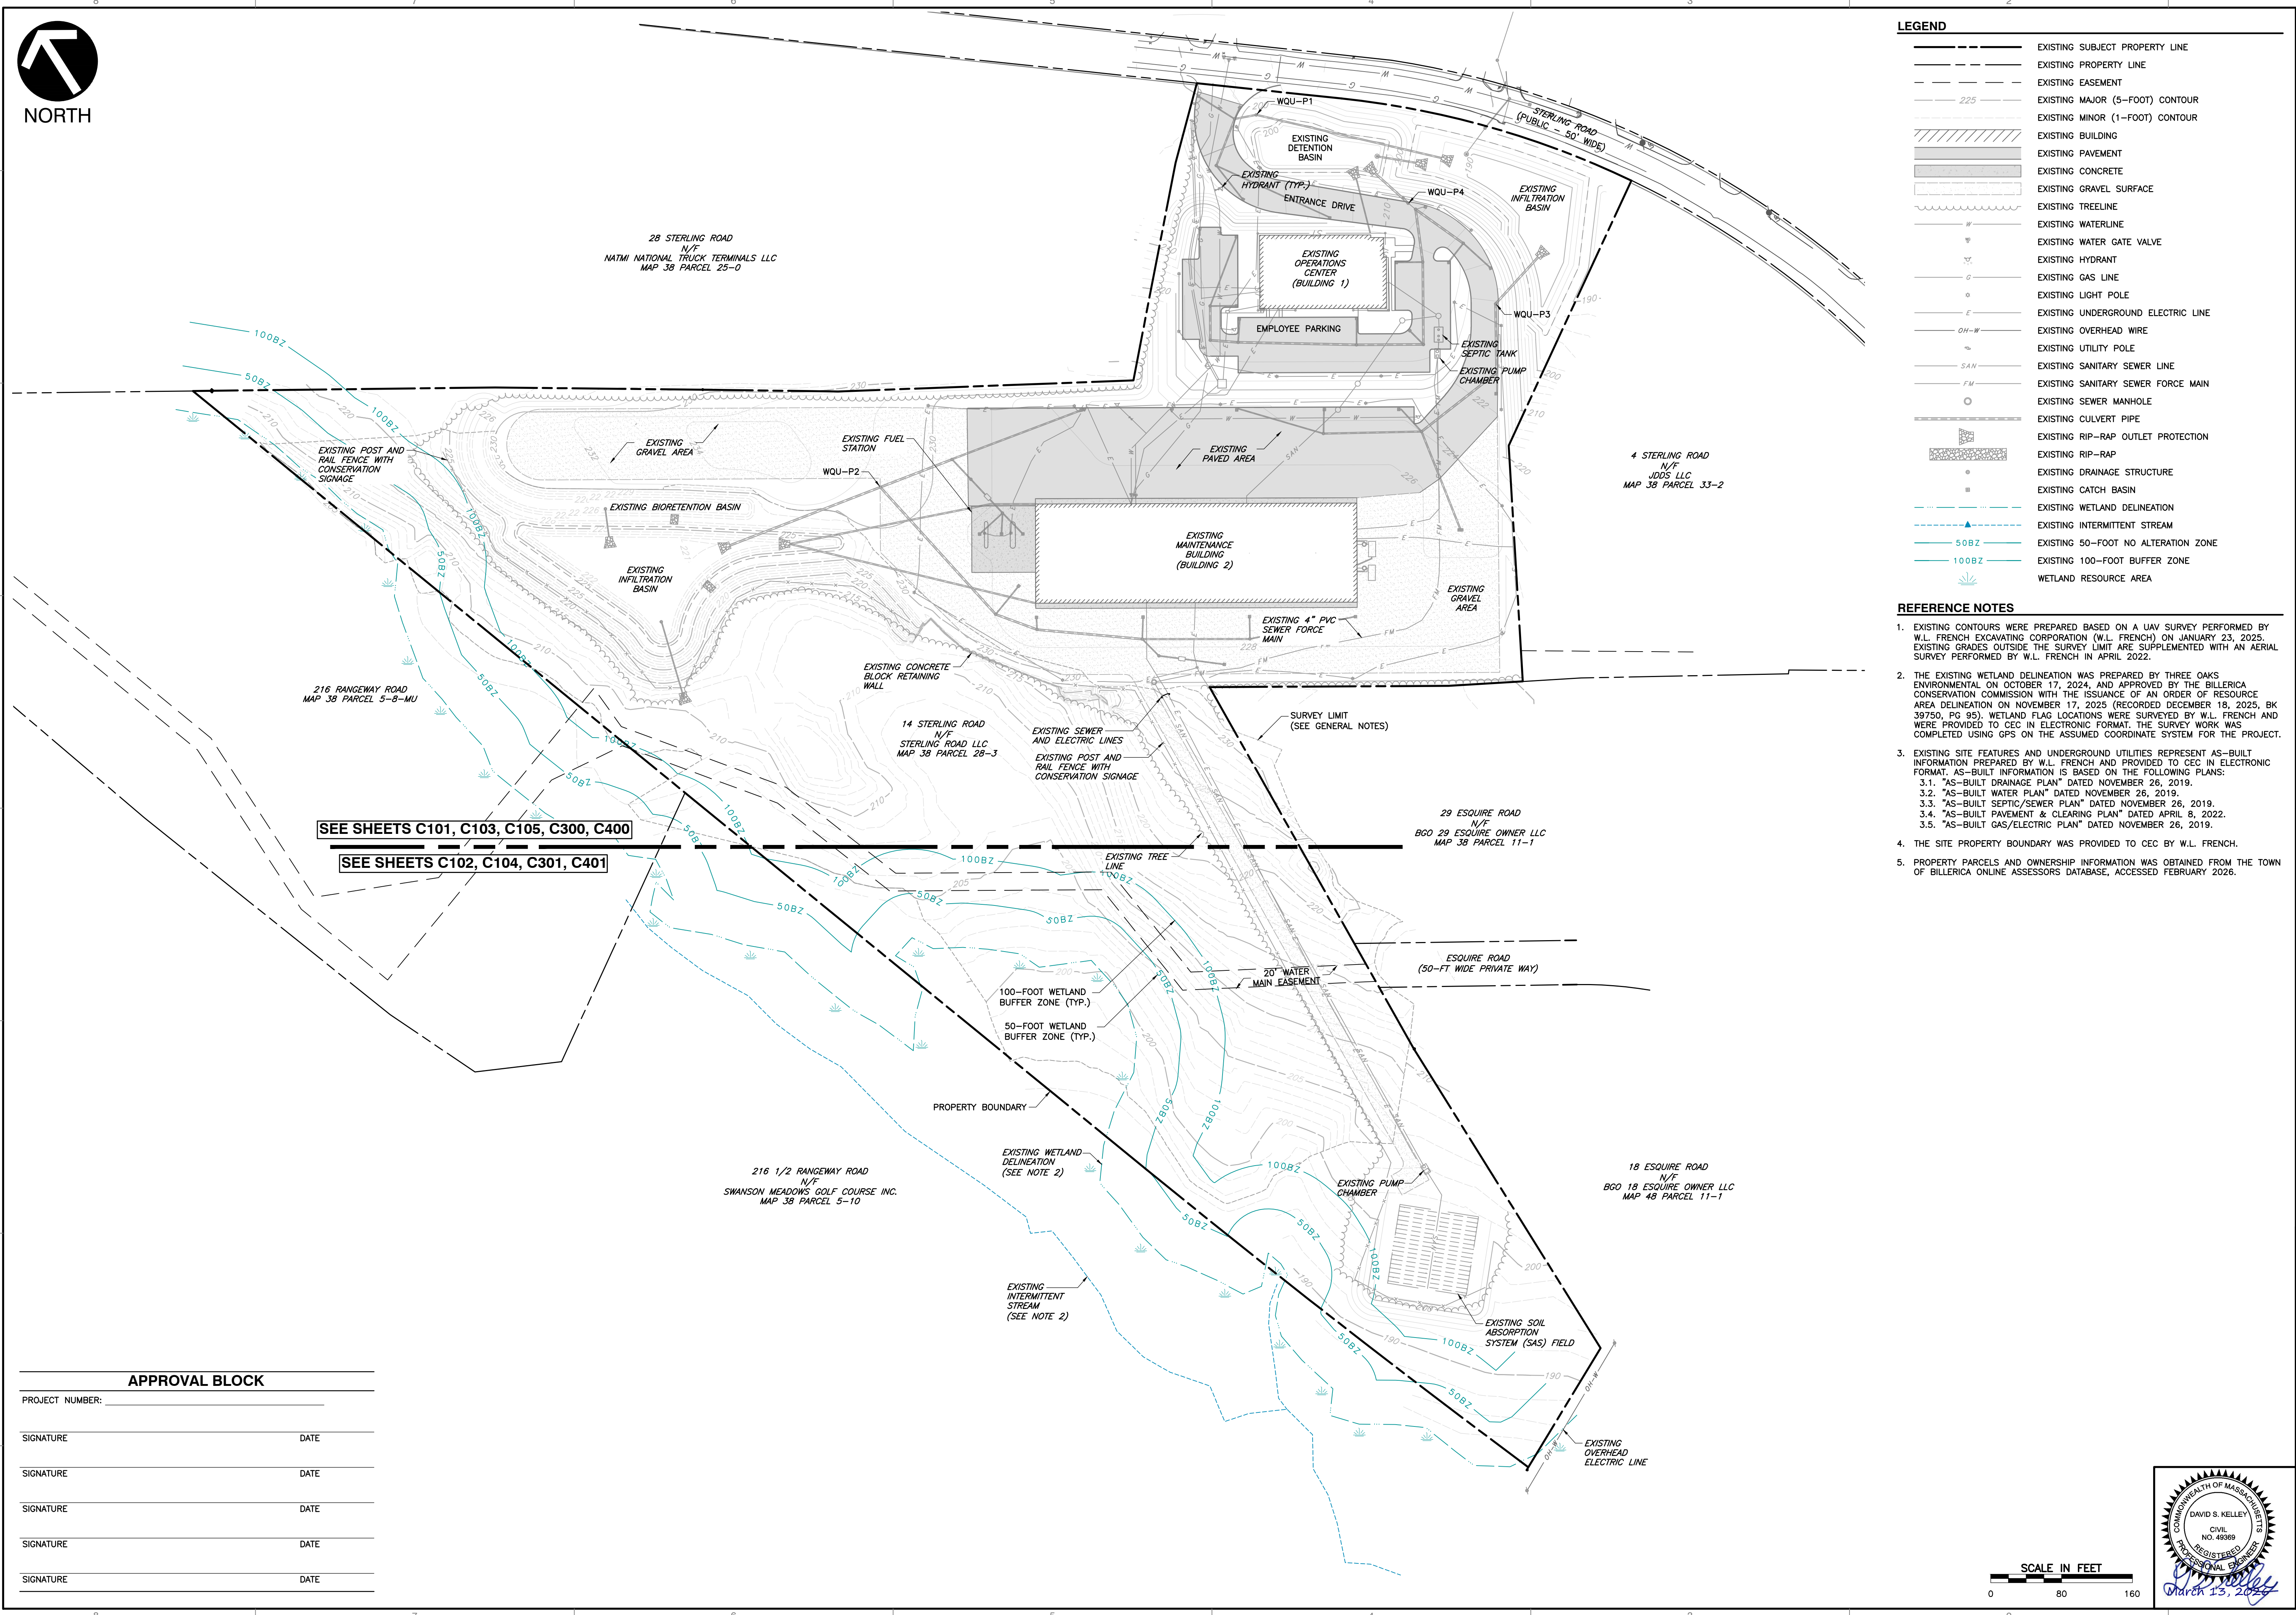 NORTH
28 STERLING ROAD
N/F
NATMI NATIONAL TRUCK TERMINALS LLC
MAP 38 PARCEL 25-0
WQU-P1
EXISTING
DETENTION
BASIN
STERLING ROAD
(PUBLIC - 50' WIDE)
EXISTING
HYDRANT (TYP.)
ENTRANCE DRIVE
WQU-P4
EXISTING
INFILTRATION
BASIN
EXISTING
OPERATIONS
CENTER
(BUILDING 1)
WQU-P3
EMPLOYEE PARKING
EXISTING
SEPTIC TANK
EXISTING PUMP
CHAMBER
EXISTING POST AND
RAIL FENCE WITH
CONSERVATION
SIGNAGE
EXISTING
GRAVEL AREA
EXISTING FUEL
STATION
WQU-P2
EXISTING
PAVED AREA
4 STERLING ROAD
N/F
JDDS LLC
MAP 38 PARCEL 33-2
EXISTING BIORETENTION BASIN
EXISTING
INFILTRATION
BASIN
EXISTING
MAINTENANCE
BUILDING
(BUILDING 2)
EXISTING
GRAVEL
AREA
EXISTING 4" PVC
SEWER FORCE
MAIN
EXISTING CONCRETE
BLOCK RETAINING
WALL
216 RANGEWAY ROAD
MAP 38 PARCEL 5-8-MU
14 STERLING ROAD
N/F
STERLING ROAD LLC
MAP 38 PARCEL 28-3
EXISTING SEWER
AND ELECTRIC LINES
EXISTING POST AND
RAIL FENCE WITH
CONSERVATION SIGNAGE
SURVEY LIMIT
(SEE GENERAL NOTES)
SEE SHEETS C101, C103, C105, C300, C400
SEE SHEETS C102, C104, C301, C401
29 ESQUIRE ROAD
N/F
BGO 29 ESQUIRE OWNER LLC
MAP 38 PARCEL 11-1
EXISTING TREE
LINE
ESQUIRE ROAD
(50-FT WIDE PRIVATE WAY)
20' WATER
MAIN EASEMENT
100-FOOT WETLAND
BUFFER ZONE (TYP.)
50-FOOT WETLAND
BUFFER ZONE (TYP.)
PROPERTY BOUNDARY
EXISTING WETLAND
DELINEATION
(SEE NOTE 2)
216 1/2 RANGEWAY ROAD
N/F
SWANSON MEADOWS GOLF COURSE INC.
MAP 38 PARCEL 5-10
EXISTING PUMP
CHAMBER
18 ESQUIRE ROAD
N/F
BGO 18 ESQUIRE OWNER LLC
MAP 48 PARCEL 11-1
EXISTING
INTERMITTENT
STREAM
(SEE NOTE 2)
EXISTING SOIL
ABSORPTION
SYSTEM (SAS) FIELD
EXISTING
OVERHEAD
ELECTRIC LINE
LEGEND
EXISTING SUBJECT PROPERTY LINE
EXISTING PROPERTY LINE
EXISTING EASEMENT
225 EXISTING MAJOR (5-FOOT) CONTOUR
EXISTING MINOR (1-FOOT) CONTOUR
EXISTING BUILDING
EXISTING PAVEMENT
EXISTING CONCRETE
EXISTING GRAVEL SURFACE
EXISTING TREELINE
W EXISTING WATERLINE
EXISTING WATER GATE VALVE
EXISTING HYDRANT
G EXISTING GAS LINE
EXISTING LIGHT POLE
E EXISTING UNDERGROUND ELECTRIC LINE
OH-W EXISTING OVERHEAD WIRE
EXISTING UTILITY POLE
SAN EXISTING SANITARY SEWER LINE
FM EXISTING SANITARY SEWER FORCE MAIN
EXISTING SEWER MANHOLE
EXISTING CULVERT PIPE
EXISTING RIP-RAP OUTLET PROTECTION
EXISTING RIP-RAP
EXISTING DRAINAGE STRUCTURE
EXISTING CATCH BASIN
EXISTING WETLAND DELINEATION
EXISTING INTERMITTENT STREAM
50BZ EXISTING 50-FOOT NO ALTERATION ZONE
100BZ EXISTING 100-FOOT BUFFER ZONE
WETLAND RESOURCE AREA
REFERENCE NOTES
1. EXISTING CONTOURS WERE PREPARED BASED ON A UAV SURVEY PERFORMED BY
W.L. FRENCH EXCAVATING CORPORATION (W.L. FRENCH) ON JANUARY 23, 2025.
EXISTING GRADES OUTSIDE THE SURVEY LIMIT ARE SUPPLEMENTED WITH AN AERIAL
SURVEY PERFORMED BY W.L. FRENCH IN APRIL 2022.
2. THE EXISTING WETLAND DELINEATION WAS PREPARED BY THREE OAKS
ENVIRONMENTAL ON OCTOBER 17, 2024, AND APPROVED BY THE BILLERICA
CONSERVATION COMMISSION WITH THE ISSUANCE OF AN ORDER OF RESOURCE
AREA DELINEATION ON NOVEMBER 17, 2025 (RECORDED DECEMBER 18, 2025, BK
39750, PG 95). WETLAND FLAG LOCATIONS WERE SURVEYED BY W.L. FRENCH AND
WERE PROVIDED TO CEC IN ELECTRONIC FORMAT. THE SURVEY WORK WAS
COMPLETED USING GPS ON THE ASSUMED COORDINATE SYSTEM FOR THE PROJECT.
3. EXISTING SITE FEATURES AND UNDERGROUND UTILITIES REPRESENT AS-BUILT
INFORMATION PREPARED BY W.L. FRENCH AND PROVIDED TO CEC IN ELECTRONIC
FORMAT. AS-BUILT INFORMATION IS BASED ON THE FOLLOWING PLANS:
3.1. "AS-BUILT DRAINAGE PLAN" DATED NOVEMBER 26, 2019.
3.2. "AS-BUILT WATER PLAN" DATED NOVEMBER 26, 2019.
3.3. "AS-BUILT SEPTIC/SEWER PLAN" DATED NOVEMBER 26, 2019.
3.4. "AS-BUILT PAVEMENT & CLEARING PLAN" DATED APRIL 8, 2022.
3.5. "AS-BUILT GAS/ELECTRIC PLAN" DATED NOVEMBER 26, 2019.
4. THE SITE PROPERTY BOUNDARY WAS PROVIDED TO CEC BY W.L. FRENCH.
5. PROPERTY PARCELS AND OWNERSHIP INFORMATION WAS OBTAINED FROM THE TOWN
OF BILLERICA ONLINE ASSESSORS DATABASE, ACCESSED FEBRUARY 2026.
APPROVAL BLOCK
PROJECT NUMBER:
SIGNATURE DATE
SIGNATURE DATE
SIGNATURE DATE
SIGNATURE DATE
SIGNATURE DATE
SCALE IN FEET
0 80 160
COMMONWEALTH OF MASSACHUSETTS
DAVID S. KELLEY
CIVIL
NO. 49369
REGISTERED
PROFESSIONAL ENGINEER
March 13, 2026